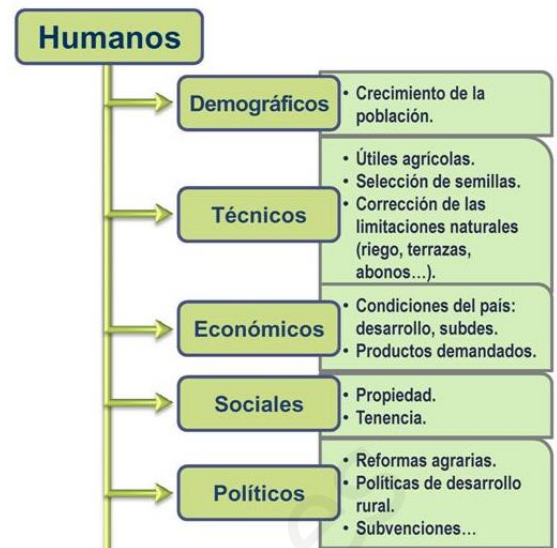 Humanos
Demográficos
• Crecimiento de la
población.
Técnicos
• Útiles agrícolas.
• Selección de semillas.
• Corrección de las
limitaciones naturales
(riego, terrazas,
abonos…).
Económicos
• Condiciones del país:
desarrollo, subdes.
• Productos demandados.
Sociales
• Propiedad.
• Tenencia.
Políticos
• Reformas agrarias.
• Políticas de desarrollo
rural.
• Subvenciones…